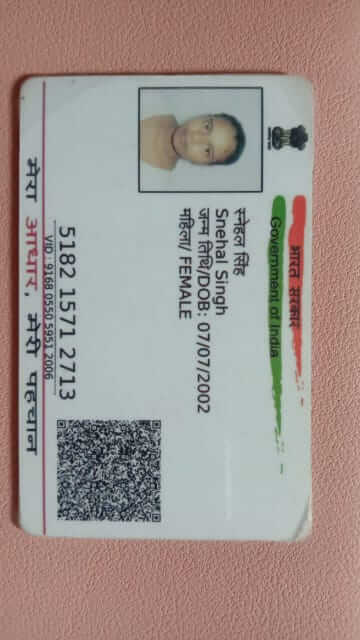 भारत सरकार
Government of India
स्नेहल सिंह
Snehal Singh
जन्म तिथि/DOB: 07/07/2002
महिला/ FEMALE
5182 1571 2713
VID : 9168 0550 5951 2006
मेरा आधार, मेरी पहचान